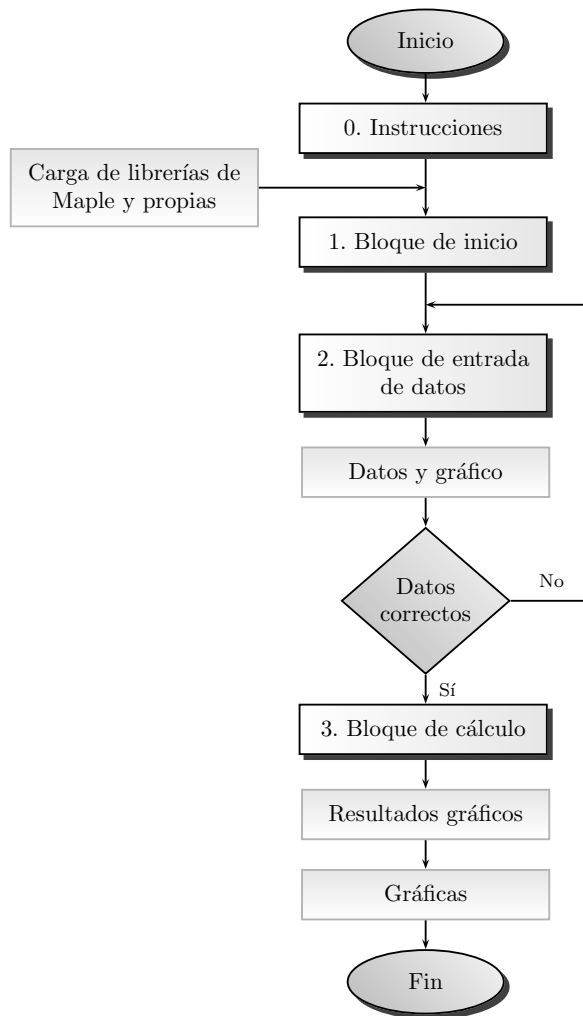 Inicio
0. Instrucciones
Carga de librerías de
Maple y propias
1. Bloque de inicio
2. Bloque de entrada
de datos
Datos y gráfico
Datos
correctos
No
Sí
3. Bloque de cálculo
Resultados gráficos
Gráficas
Fin